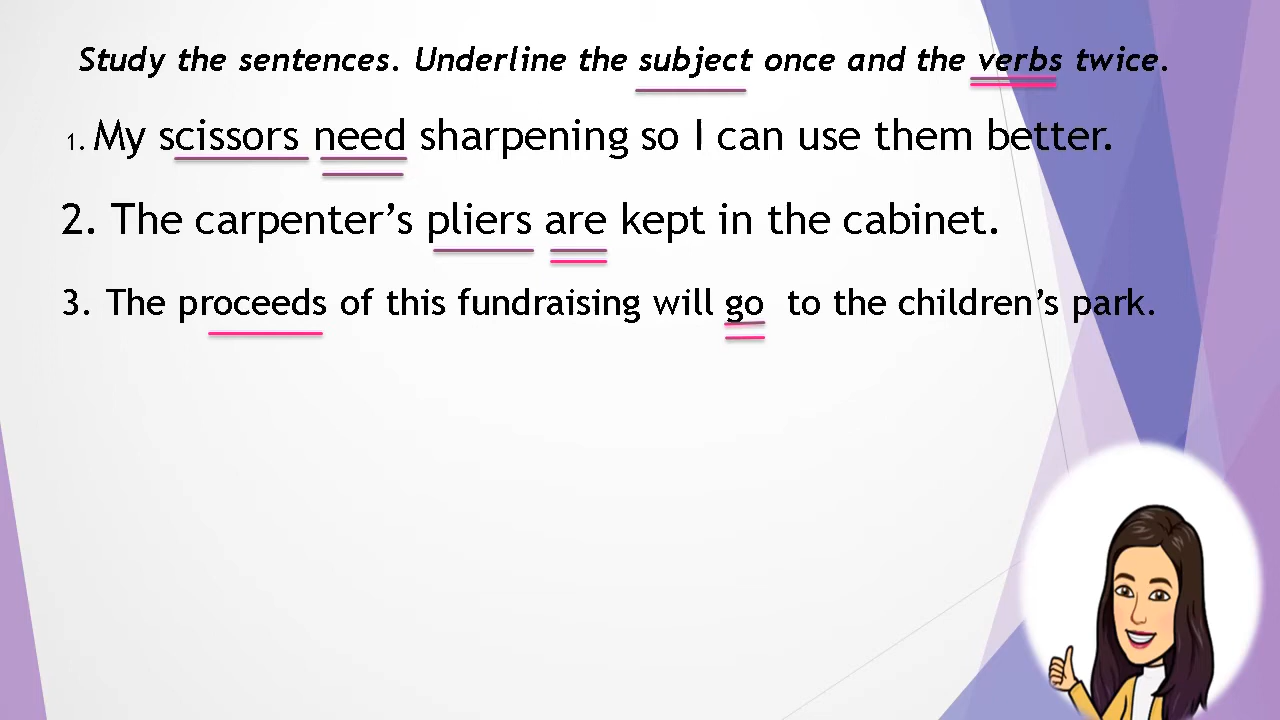 Study the sentences. Underline the subject once and the verbs twice.
1. My scissors need sharpening so I can use them better.
2. The carpenter’s pliers are kept in the cabinet.
3. The proceeds of this fundraising will go to the children’s park.